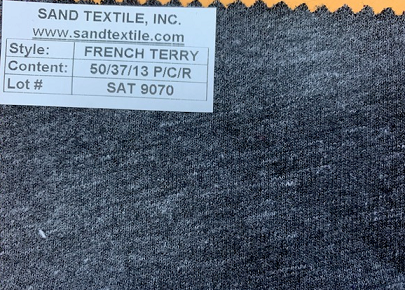 SAND TEXTILE, INC.
www.sandtextile.com
Style: FRENCH TERRY
Content: 50/37/13 P/C/R
Lot # SAT 9070